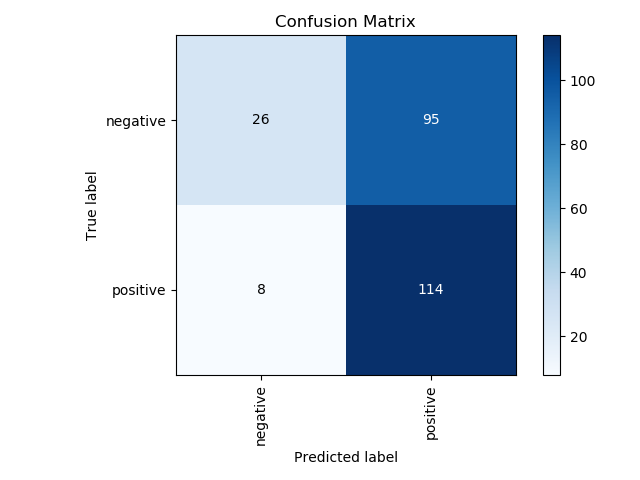 Confusion Matrix
negative
26
95
positive
8
114
True label
negative
positive
Predicted label
100
80
60
40
20